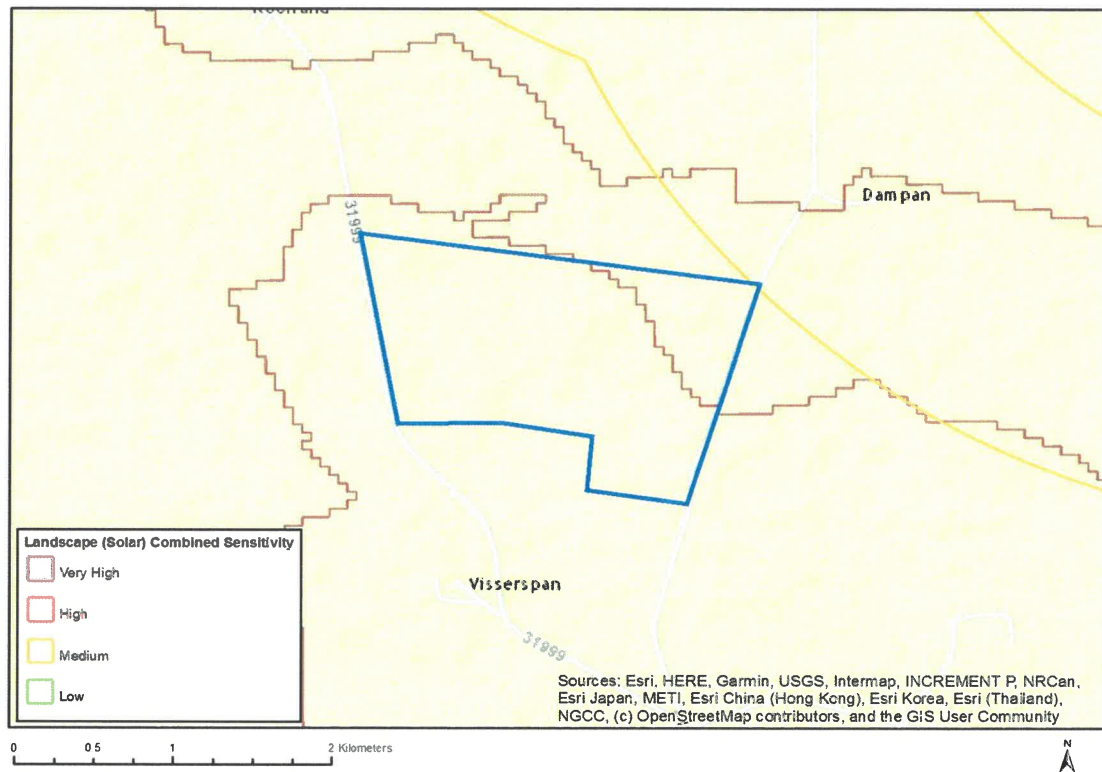 31999
Dampan
Landscape (Solar) Combined Sensitivity
Very High
High
Medium
Low
Visserspan
31999
Sources: Esri, HERE, Garmin, USGS, Intermap, INCREMENT P, NRCan,
Esri Japan, METI, Esri China (Hong Kong), Esri Korea, Esri (Thailand),
NGCC, (c) OpenStreetMap contributors, and the GIS User Community
0 0.5 1 2 Kilometers
N